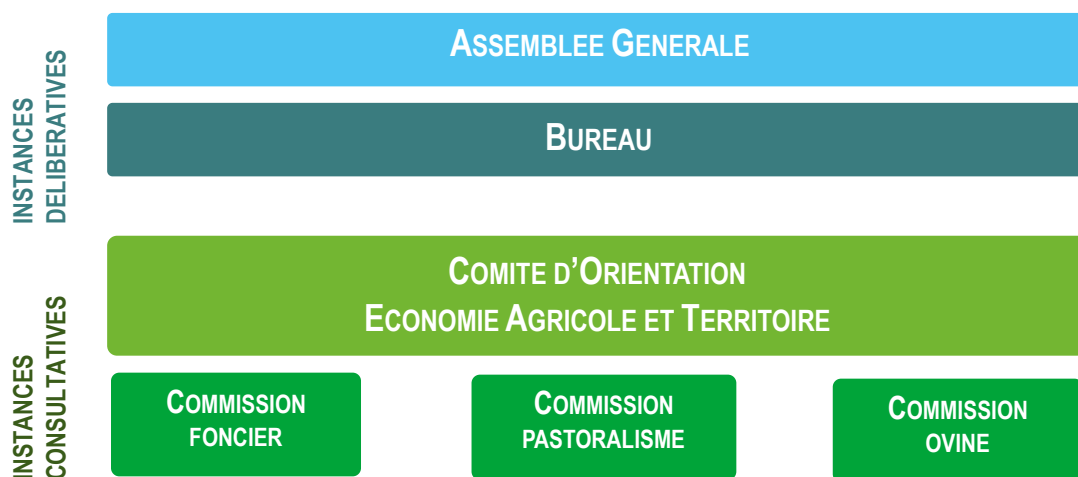 INSTANCES
DELIBERATIVES
ASSEMBLEE GENERALE
BUREAU
INSTANCES
CONSULTATIVES
COMITE D’ORIENTATION
ECONOMIE AGRICOLE ET TERRITOIRE
COMMISSION
FONCIER
COMMISSION
PASTORALISME
COMMISSION
OVINE